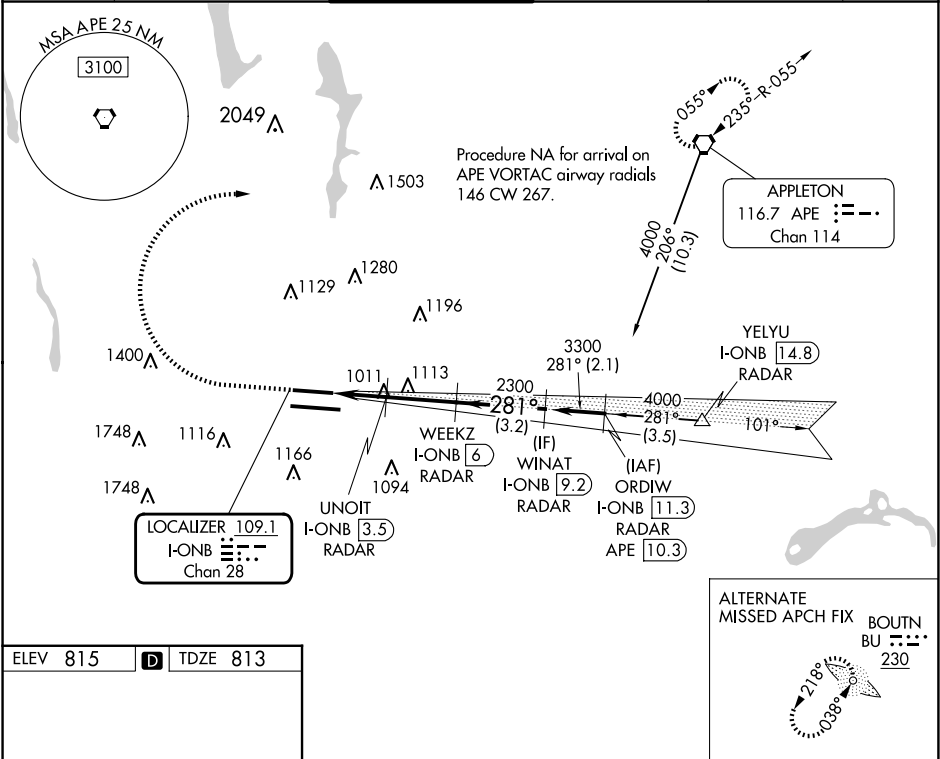 MSA APE 25 NM
3100
2049
1503
Procedure NA for arrival on
APE VORTAC airway radials
146 CW 267.
055°
235°
R-055
APPLETON
116.7 APE
Chan 114
4000
206°
(10.3)
1129
1280
1196
1400
1011
1113
1748
1116
1166
1094
1748
YELYU
I-ONB 14.8
RADAR
3300
281° (2.1)
2300
281°
(3.2)
4000
281°
(3.5)
101°
WEEKZ
I-ONB 6
RADAR
(IF)
WINAT
I-ONB 9.2
RADAR
(IAF)
ORDIW
I-ONB 11.3
RADAR
APE 10.3
UNOIT
I-ONB 3.5
RADAR
LOCALIZER 109.1
I-ONB
Chan 28
ALTERNATE
MISSED APCH FIX
BOUTN
BU
230
218°
038°
ELEV 815 D TDZE 813